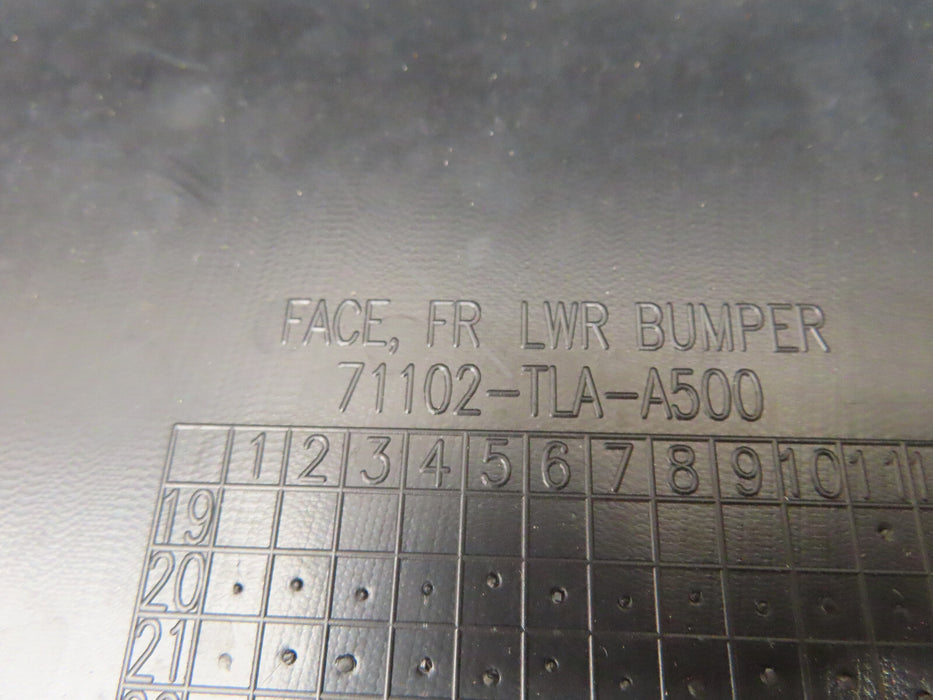 FACE, FR LWR BUMPER
71102-TLA-A500
1 2 3 4 5 6 7 8 9 10 11
19
20
21